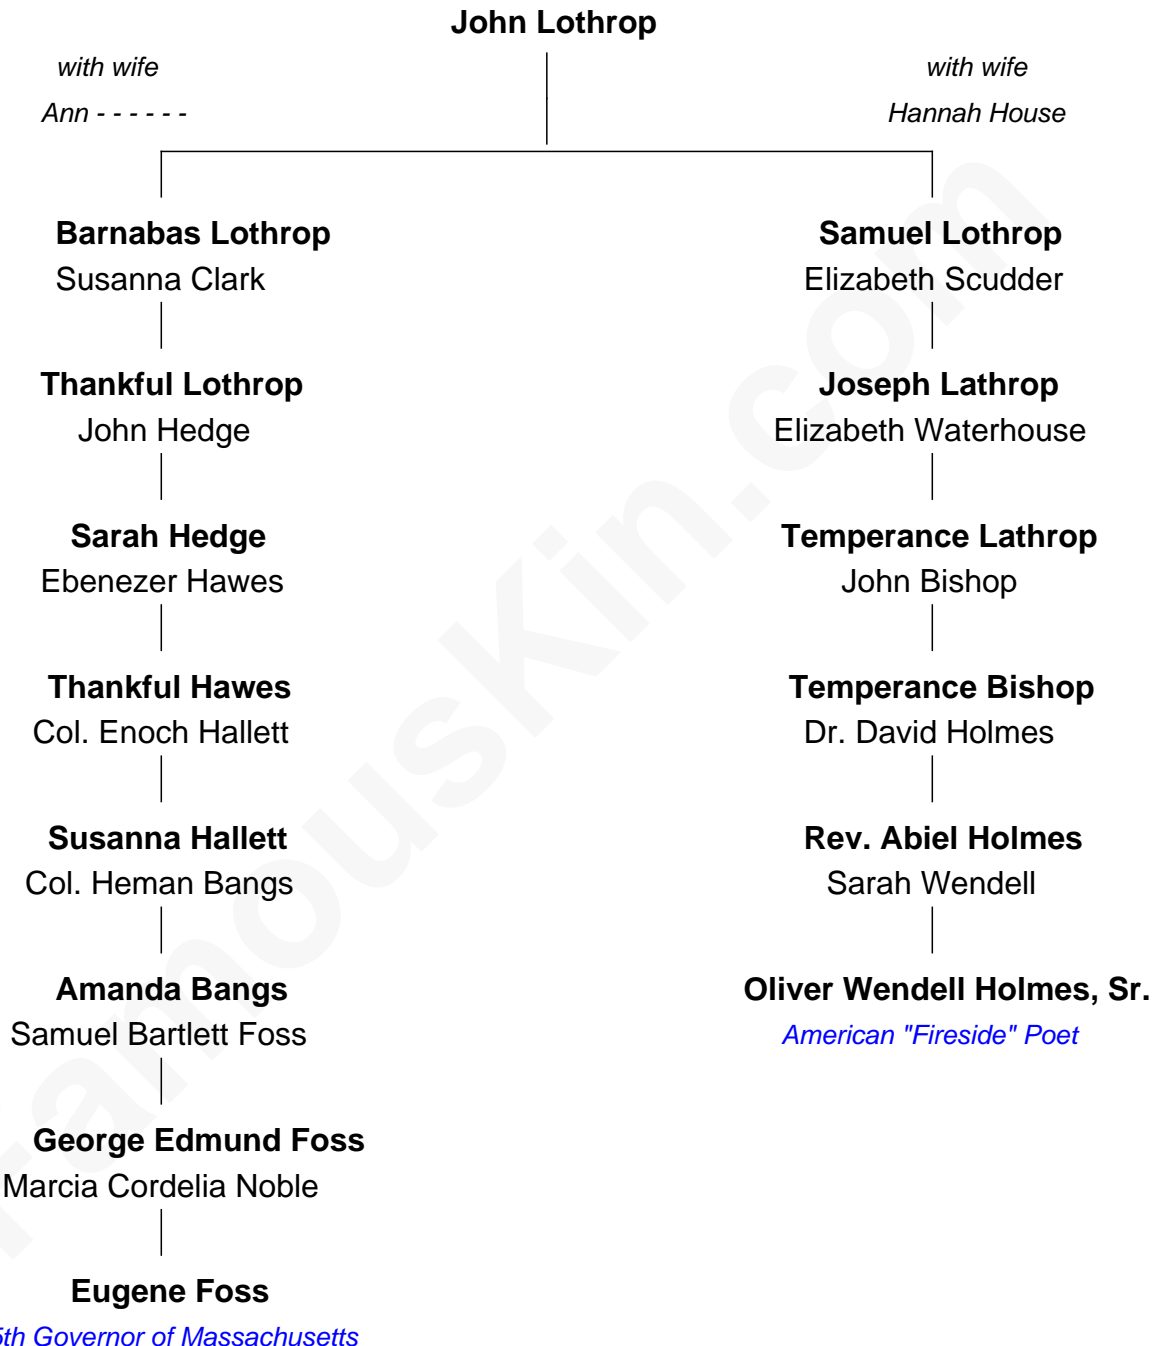 John Lothrop
with wife
Ann - - - - - -
with wife
Hannah House
Barnabas Lothrop
Susanna Clark
Samuel Lothrop
Elizabeth Scudder
Thankful Lothrop
John Hedge
Joseph Lathrop
Elizabeth Waterhouse
Sarah Hedge
Ebenezer Hawes
Temperance Lathrop
John Bishop
Thankful Hawes
Col. Enoch Hallett
Temperance Bishop
Dr. David Holmes
Susanna Hallett
Col. Heman Bangs
Rev. Abiel Holmes
Sarah Wendell
Amanda Bangs
Samuel Bartlett Foss
Oliver Wendell Holmes, Sr.
American "Fireside" Poet
George Edmund Foss
Marcia Cordelia Noble
Eugene Foss
5th Governor of Massachusetts
FamousKin.com